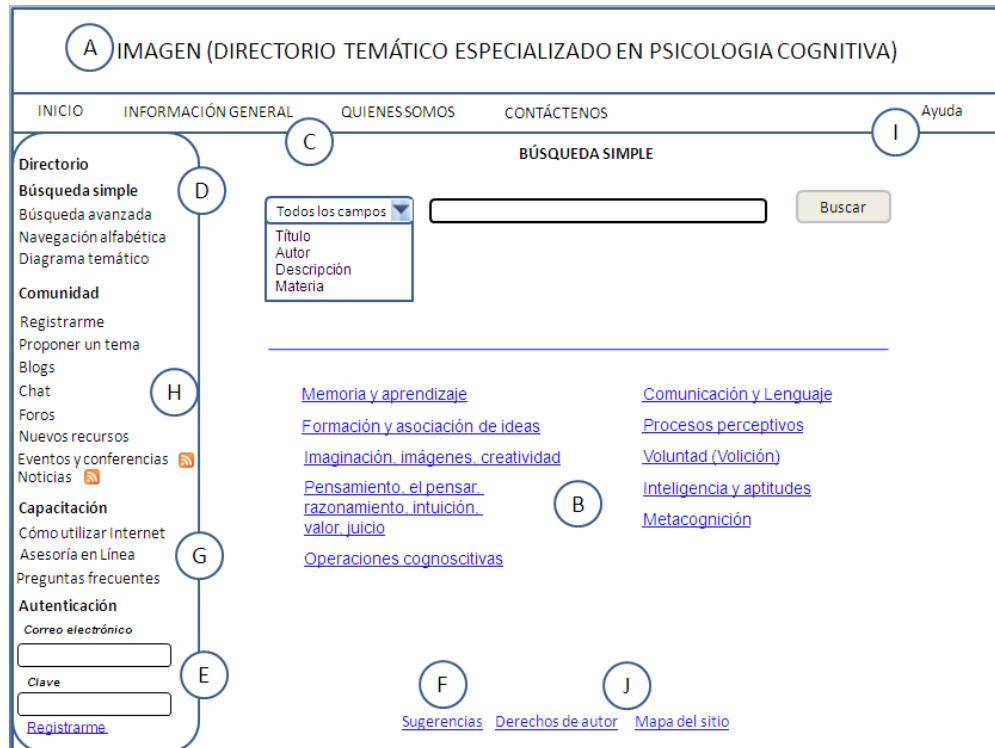 A IMAGEN (DIRECTORIO TEMÁTICO ESPECIALIZADO EN PSICOLOGIA COGNITIVA)
INICIO INFORMACIÓN GENERAL QUIENES SOMOS CONTÁCTENOS Ayuda
C
I
Directorio
Búsqueda simple
D
Búsqueda avanzada
Navegación alfabética
Diagrama temático
Comunidad
Registrarme
Proponer un tema
Blogs
Chat
H
Foros
Nuevos recursos
Eventos y conferencias
Noticias
Capacitación
Cómo utilizar Internet
Asesoría en Línea
G
Preguntas frecuentes
Autenticación
Correo electrónico
E
Clave
Registrarme
BÚSQUEDA SIMPLE
Todos los campos Buscar
Título
Autor
Descripción
Materia
Memoria y aprendizaje
Formación y asociación de ideas
Imaginación, imágenes, creatividad
Pensamiento, el pensar,
razonamiento, intuición,
valor, juicio
Operaciones cognoscitivas
B
Comunicación y Lenguaje
Procesos perceptivos
Voluntad (Volición)
Inteligencia y aptitudes
Metacognición
F J
Sugerencias Derechos de autor Mapa del sitio